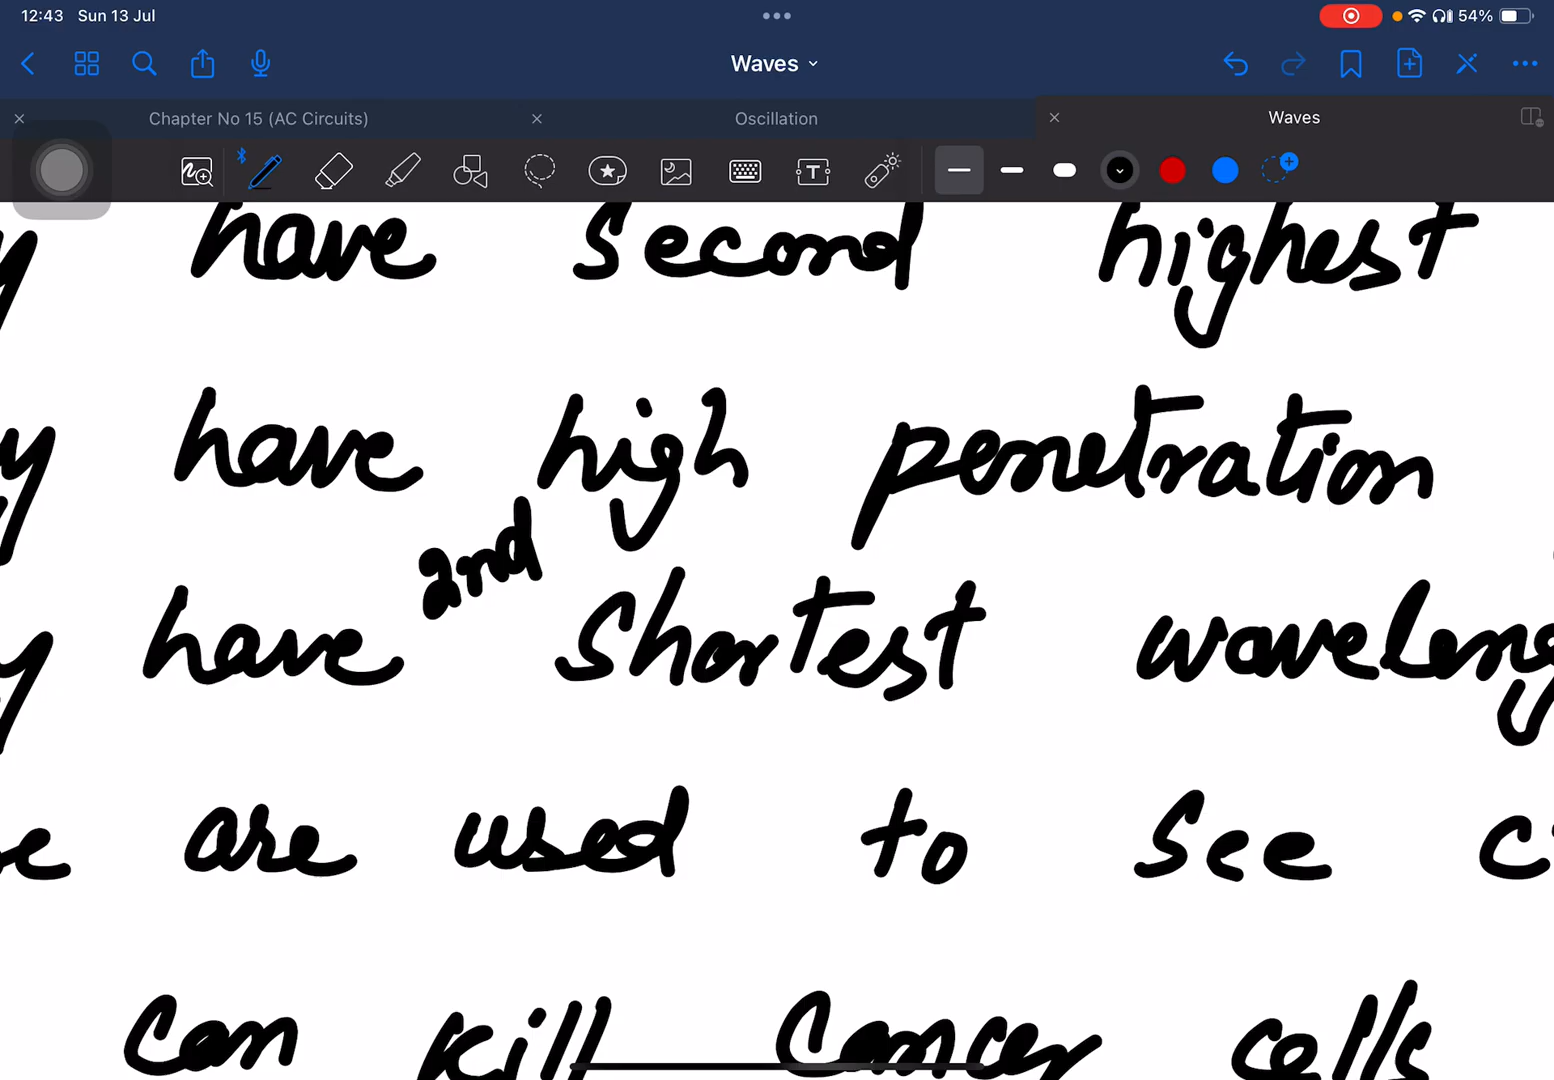 12:43 Sun 13 Jul
54%
Waves
Chapter No 15 (AC Circuits)
Oscillation
Waves
T
y have second highest
y have high penetration
2nd
y have shortest waveleng
e are used to see c
can kill cancer cells